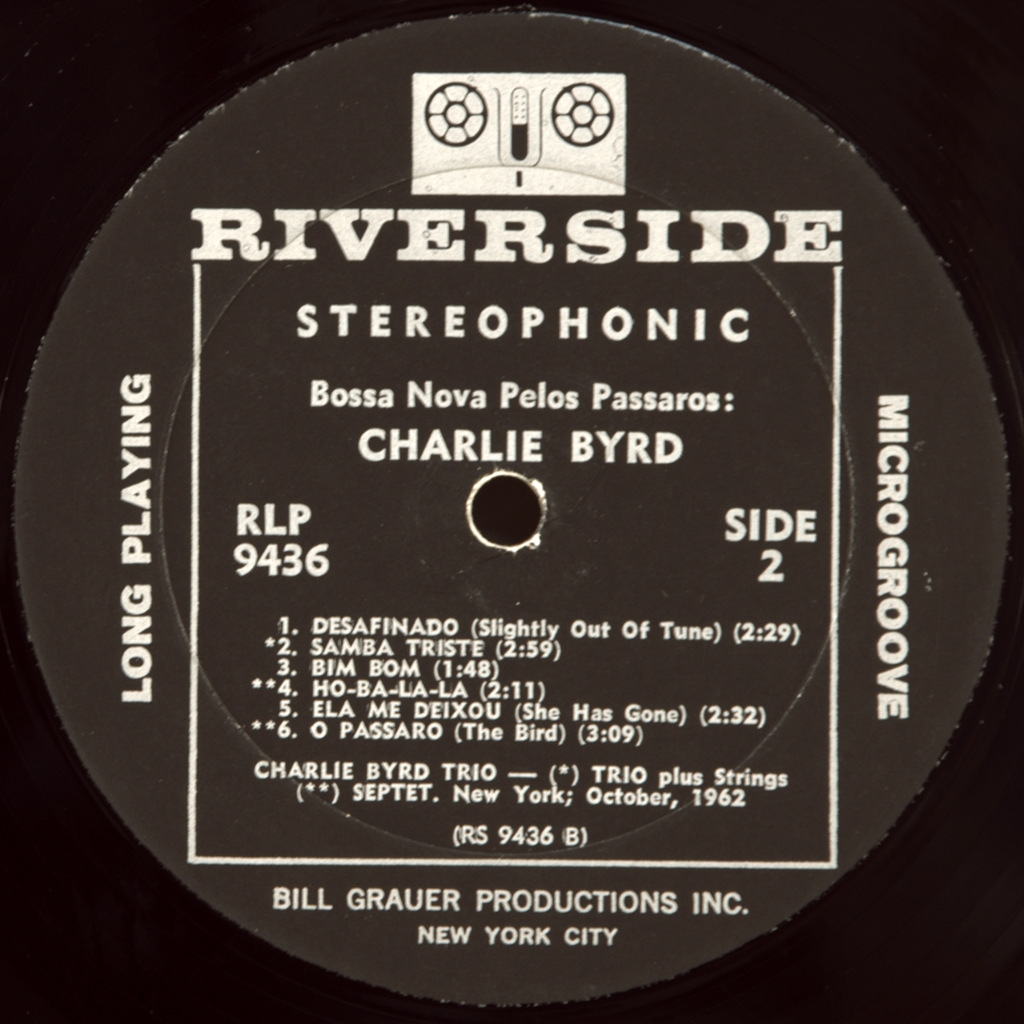 RIVERSIDE
STEREOPHONIC
Bossa Nova Pelos Passaros:
CHARLIE BYRD
LONG PLAYING
MICROGROOVE
RLP
9436
SIDE
2
1. DESAFINADO (Slightly Out Of Tune) (2:29)
*2. SAMBA TRISTE (2:59)
3. BIM BOM (1:48)
**4. HO-BA-LA-LA (2:11)
5. ELA ME DEIXOU (She Has Gone) (2:32)
**6. O PASSARO (The Bird) (3:09)
CHARLIE BYRD TRIO — (*) TRIO plus Strings
(**) SEPTET. New York; October, 1962
(RS 9436 B)
BILL GRAUER PRODUCTIONS INC.
NEW YORK CITY